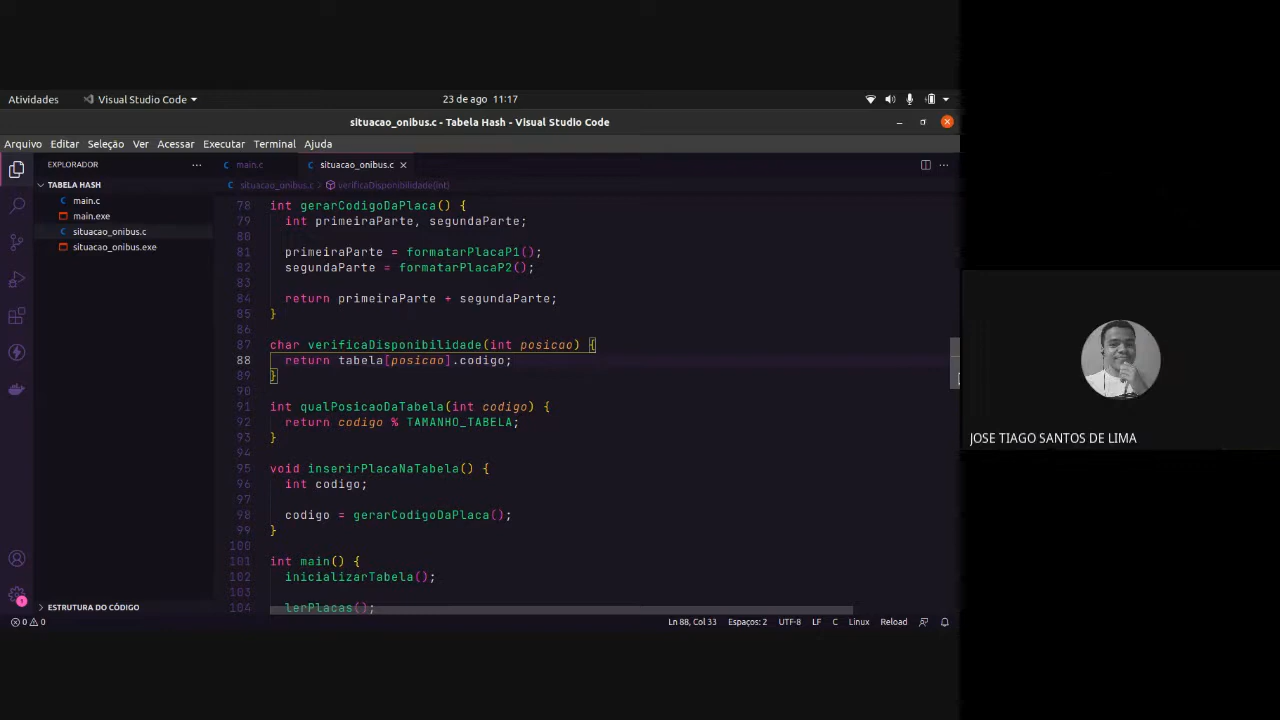 Atividades
Visual Studio Code
23 de ago 11:17
situacao_onibus.c - Tabela Hash - Visual Studio Code
Arquivo Editar Seleção Ver Acessar Executar Terminal Ajuda
EXPLORADOR
main.c
situacao_onibus.c
TABELA HASH
situacao_onibus.c > verificaDisponibilidade(int)
main.c
main.exe
situacao_onibus.c
situacao_onibus.exe
78 int gerarCodigoDaPlaca() {
79 int primeiraParte, segundaParte;
80
81 primeiraParte = formatarPlacaP1();
82 segundaParte = formatarPlacaP2();
83
84 return primeiraParte + segundaParte;
85 }
86
87 char verificaDisponibilidade(int posicao) {
88 return tabela[posicao].codigo;
89 }
90
91 int qualPosicaoDaTabela(int codigo) {
92 return codigo % TAMANHO_TABELA;
93 }
94
95 void inserirPlacaNaTabela() {
96 int codigo;
97
98 codigo = gerarCodigoDaPlaca();
99 }
100
101 int main() {
102 inicializarTabela();
103
104 lerPlacas();
ESTRUTURA DO CÓDIGO
1
0 0
Ln 88, Col 33 Espaços: 2 UTF-8 LF C Linux Reload
JOSE TIAGO SANTOS DE LIMA